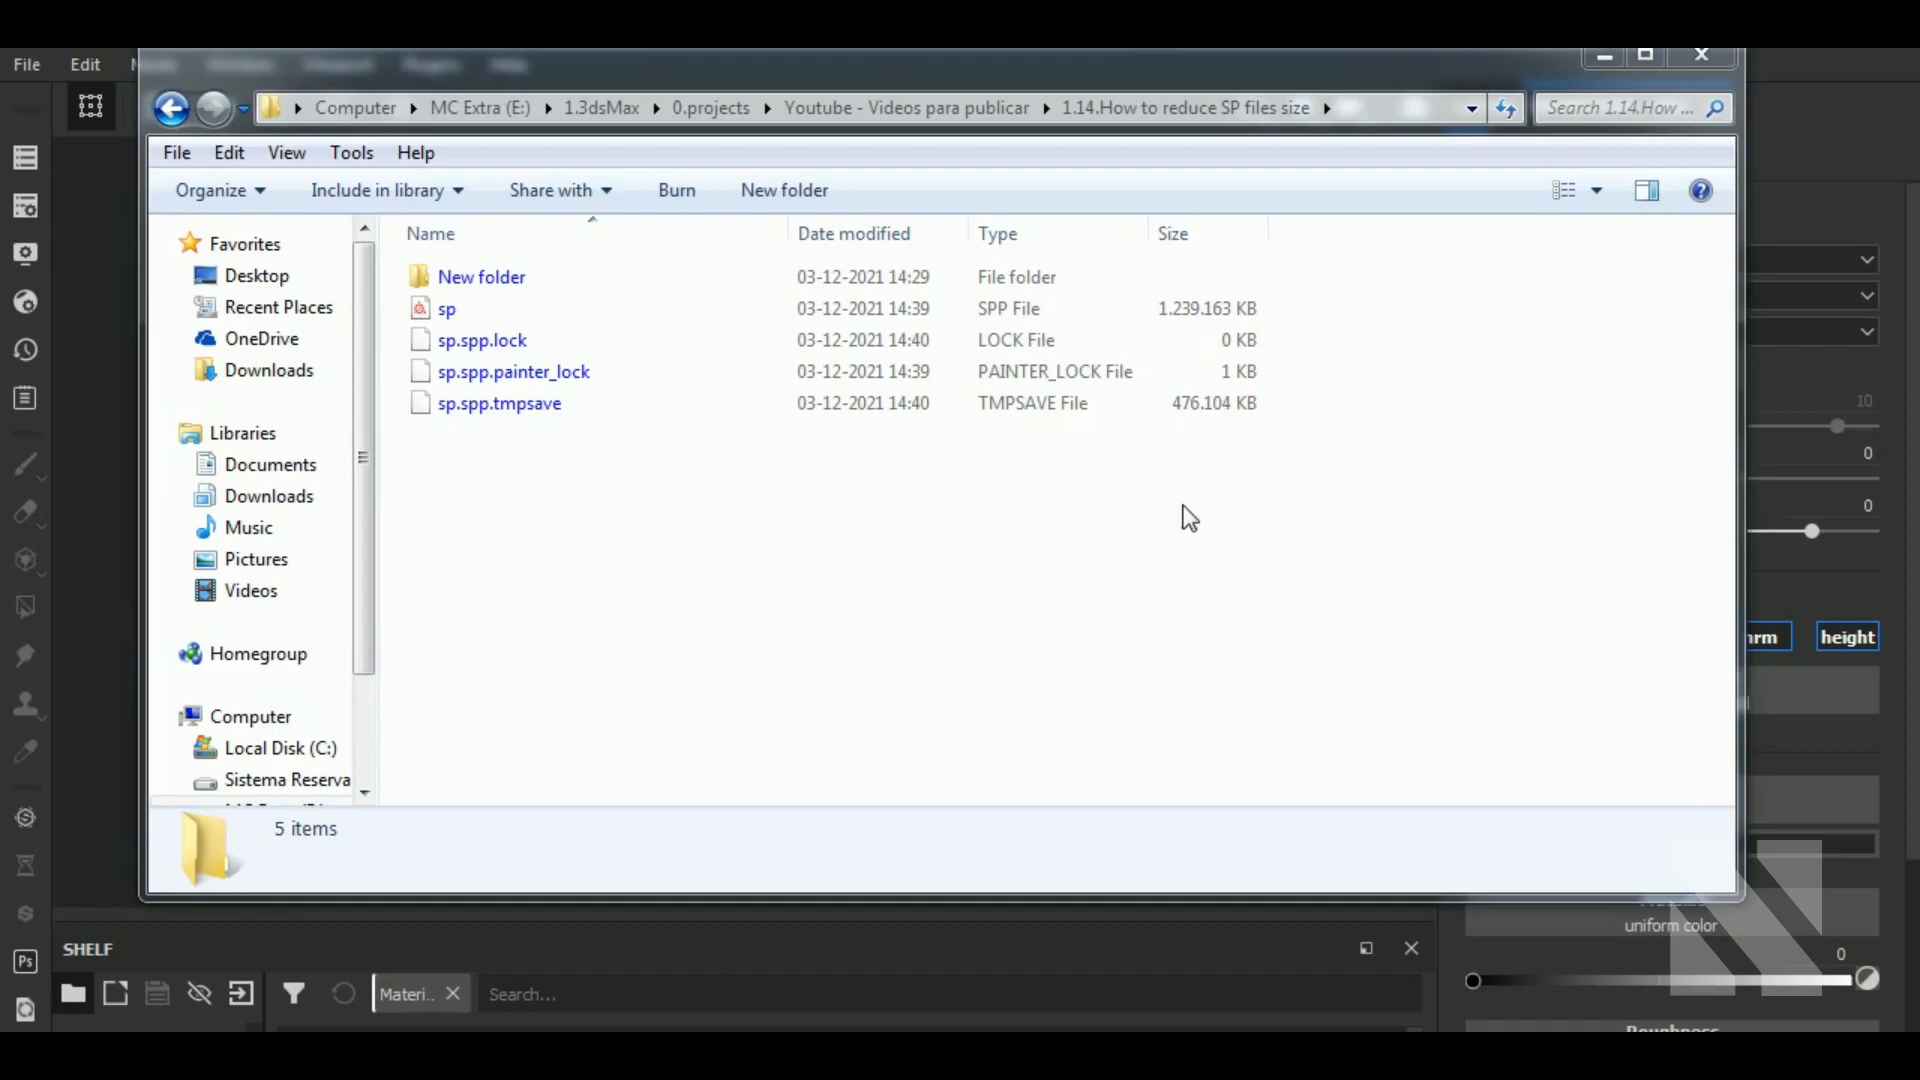 File Edit
Computer MC Extra (E:) 1.3dsMax 0.projects Youtube - Videos para publicar 1.14.How to reduce SP files size Search 1.14.How ...
File Edit View Tools Help
Organize Include in library Share with Burn New folder
Name Date modified Type Size
Favorites
Desktop
Recent Places
OneDrive
Downloads
Libraries
Documents
Downloads
Music
Pictures
Videos
Homegroup
Computer
Local Disk (C:)
Sistema Reserva
New folder 03-12-2021 14:29 File folder
sp 03-12-2021 14:39 SPP File 1.239.163 KB
sp.spp.lock 03-12-2021 14:40 LOCK File 0 KB
sp.spp.painter_lock 03-12-2021 14:39 PAINTER_LOCK File 1 KB
sp.spp.tmpsave 03-12-2021 14:40 TMPSAVE File 476.104 KB
5 items
10
0
0
nrm height
uniform color
0
Roughness
SHELF
Ps
Materi.. Search...